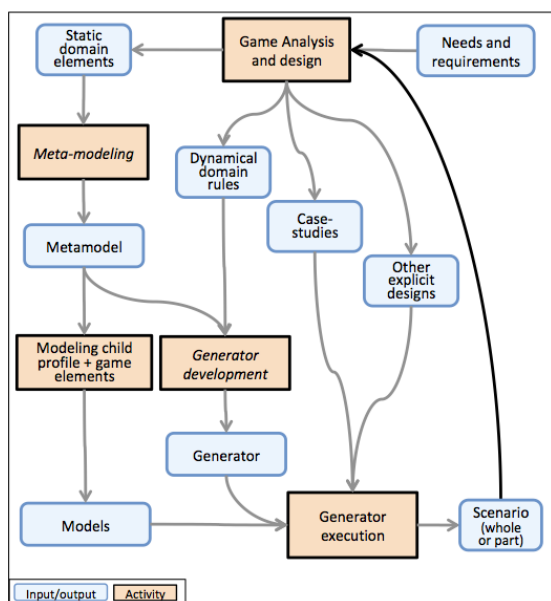 Static
domain
elements
Game Analysis
and design
Needs and
requirements
Meta-modeling
Dynamical
domain
rules
Case-
studies
Metamodel
Other
explicit
designs
Modeling child
profile + game
elements
Generator
development
Generator
Models
Generator
execution
Scenario
(whole
or part)
Input/output
Activity